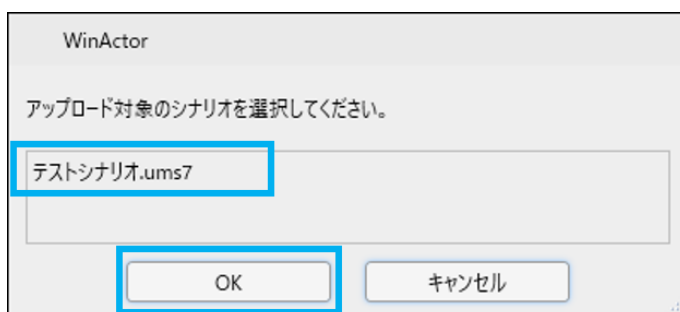 WinActor
アップロード対象のシナリオを選択してください。
テストシナリオ.ums7
OK
キャンセル